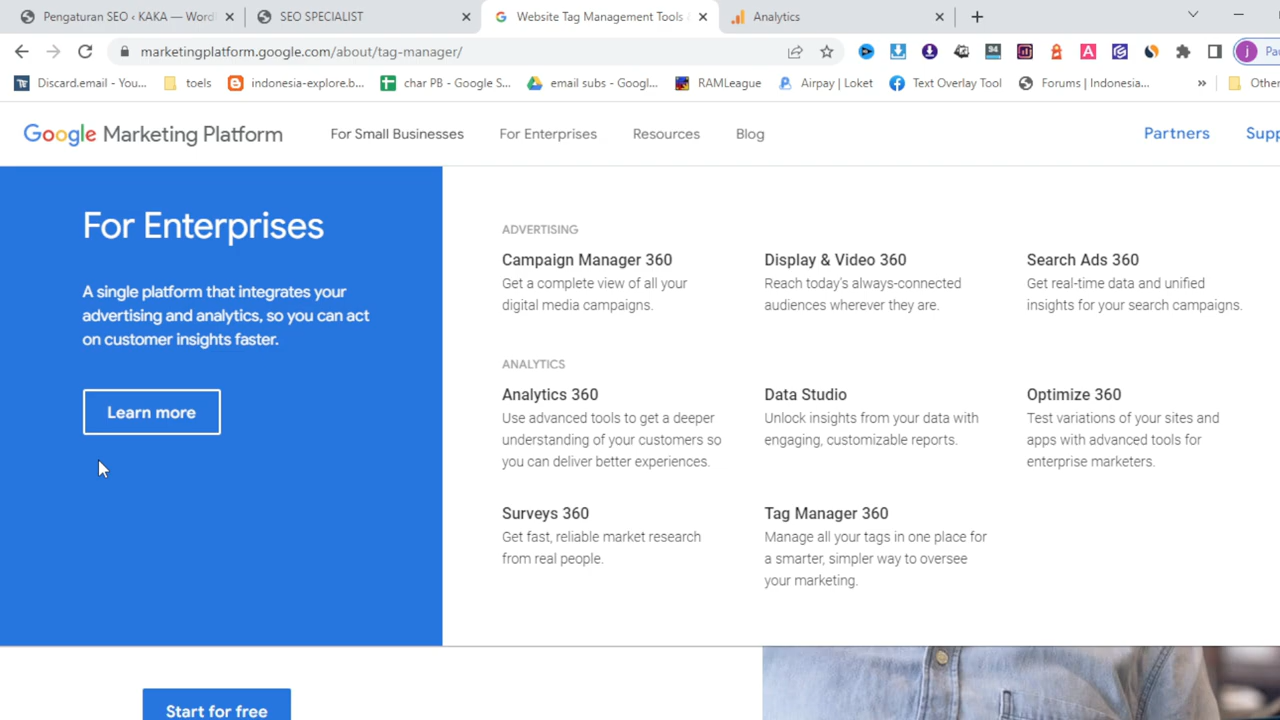 Pengaturan SEO ‹ KAKA — Word
SEO SPECIALIST
Website Tag Management Tools
Analytics
marketingplatform.google.com/about/tag-manager/
94
j
Discard.email - You...
toels
indonesia-explore.b...
char PB - Google S...
email subs - Googl...
RAMLeague
Airpay | Loket
Text Overlay Tool
Forums | Indonesia...
»
Other
Google Marketing Platform
For Small Businesses
For Enterprises
Resources
Blog
Partners
Supp
For Enterprises
A single platform that integrates your
advertising and analytics, so you can act
on customer insights faster.
Learn more
ADVERTISING
Campaign Manager 360
Get a complete view of all your
digital media campaigns.
Display & Video 360
Reach today's always-connected
audiences wherever they are.
Search Ads 360
Get real-time data and unified
insights for your search campaigns.
ANALYTICS
Analytics 360
Use advanced tools to get a deeper
understanding of your customers so
you can deliver better experiences.
Data Studio
Unlock insights from your data with
engaging, customizable reports.
Optimize 360
Test variations of your sites and
apps with advanced tools for
enterprise marketers.
Surveys 360
Get fast, reliable market research
from real people.
Tag Manager 360
Manage all your tags in one place for
a smarter, simpler way to oversee
your marketing.
Start for free